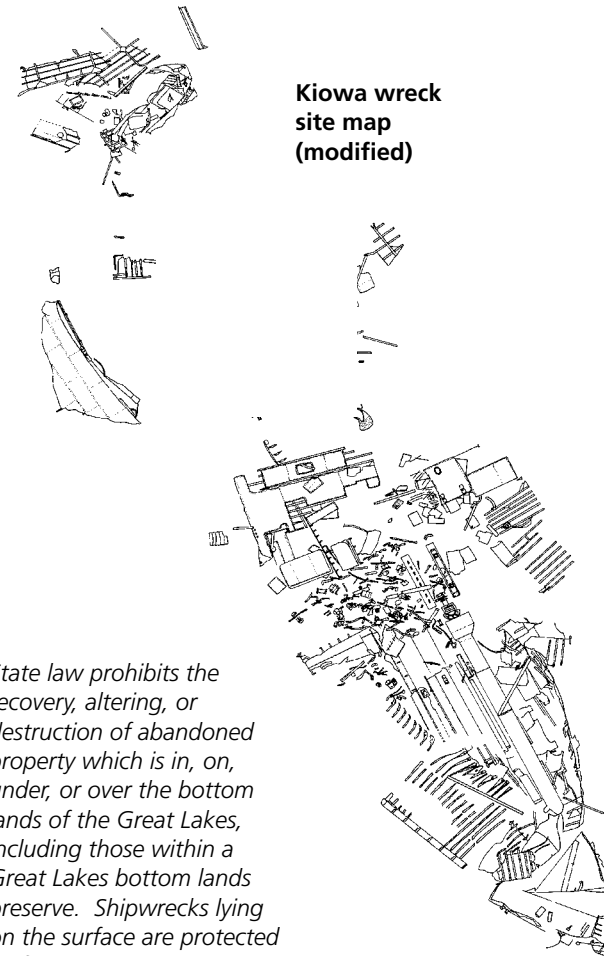 Kiowa wreck
site map
(modified)
State law prohibits the
recovery, altering, or
destruction of abandoned
property which is in, on,
under, or over the bottom
lands of the Great Lakes,
including those within a
Great Lakes bottom lands
preserve. Shipwrecks lying
on the surface are protected